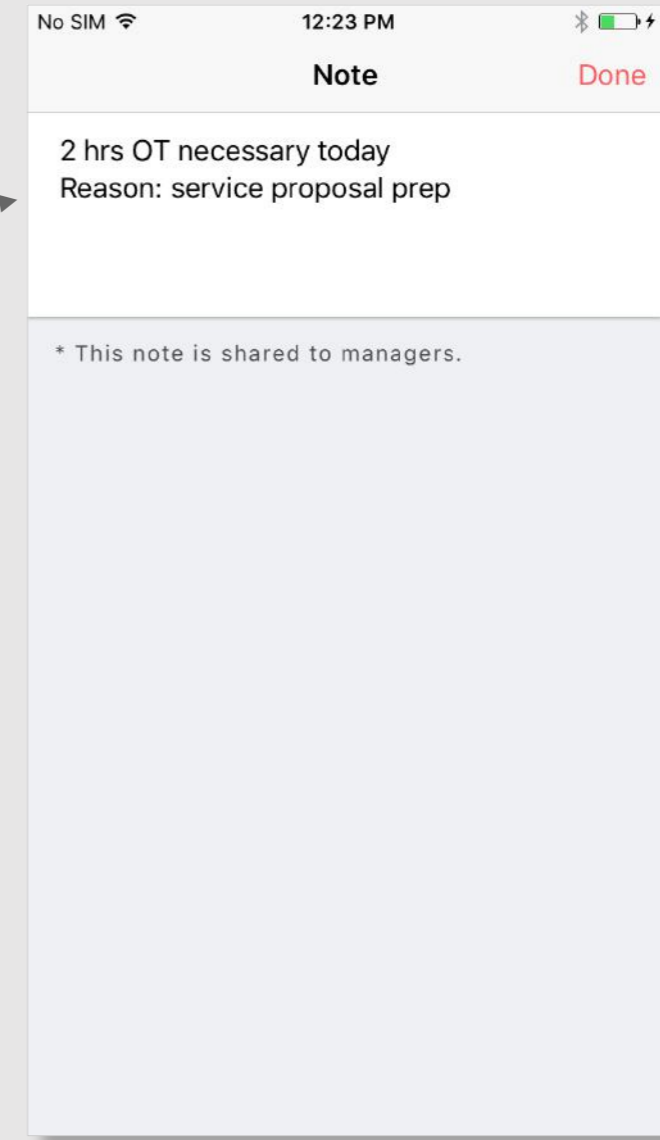 No SIM 12:23 PM
Note Done
2 hrs OT necessary today
Reason: service proposal prep
* This note is shared to managers.